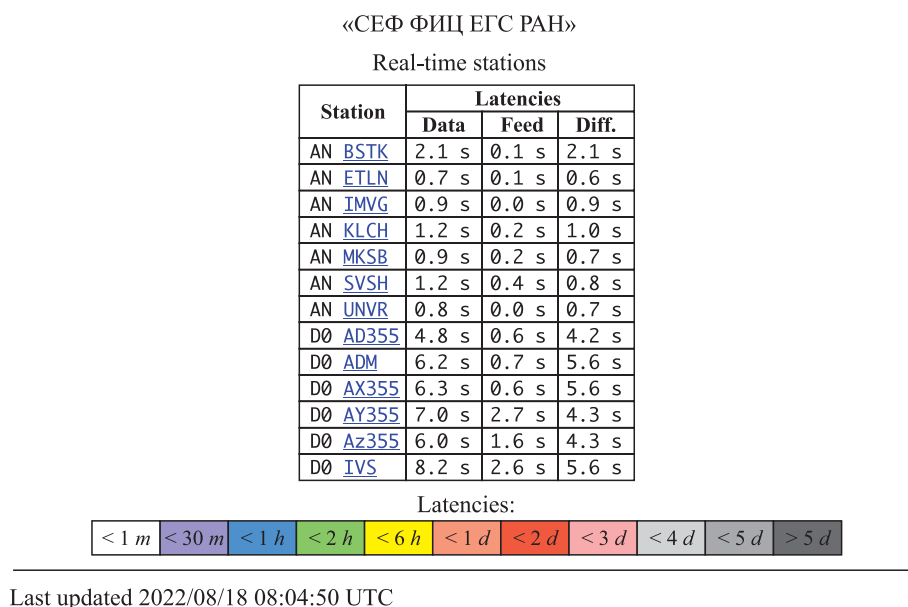 «СЕФ ФИЦ ЕГС РАН»
Real-time stations
Station Latencies
Data Feed Diff.
AN BSTK 2.1 s 0.1 s 2.1 s
AN ETLN 0.7 s 0.1 s 0.6 s
AN IMVG 0.9 s 0.0 s 0.9 s
AN KLCH 1.2 s 0.2 s 1.0 s
AN MKSB 0.9 s 0.2 s 0.7 s
AN SVSH 1.2 s 0.4 s 0.8 s
AN UNVR 0.8 s 0.0 s 0.7 s
D0 AD355 4.8 s 0.6 s 4.2 s
D0 ADM 6.2 s 0.7 s 5.6 s
D0 AX355 6.3 s 0.6 s 5.6 s
D0 AY355 7.0 s 2.7 s 4.3 s
D0 Az355 6.0 s 1.6 s 4.3 s
D0 IVS 8.2 s 2.6 s 5.6 s
Latencies:
< 1 m < 30 m < 1 h < 2 h < 6 h < 1 d < 2 d < 3 d < 4 d < 5 d > 5 d
Last updated 2022/08/18 08:04:50 UTC